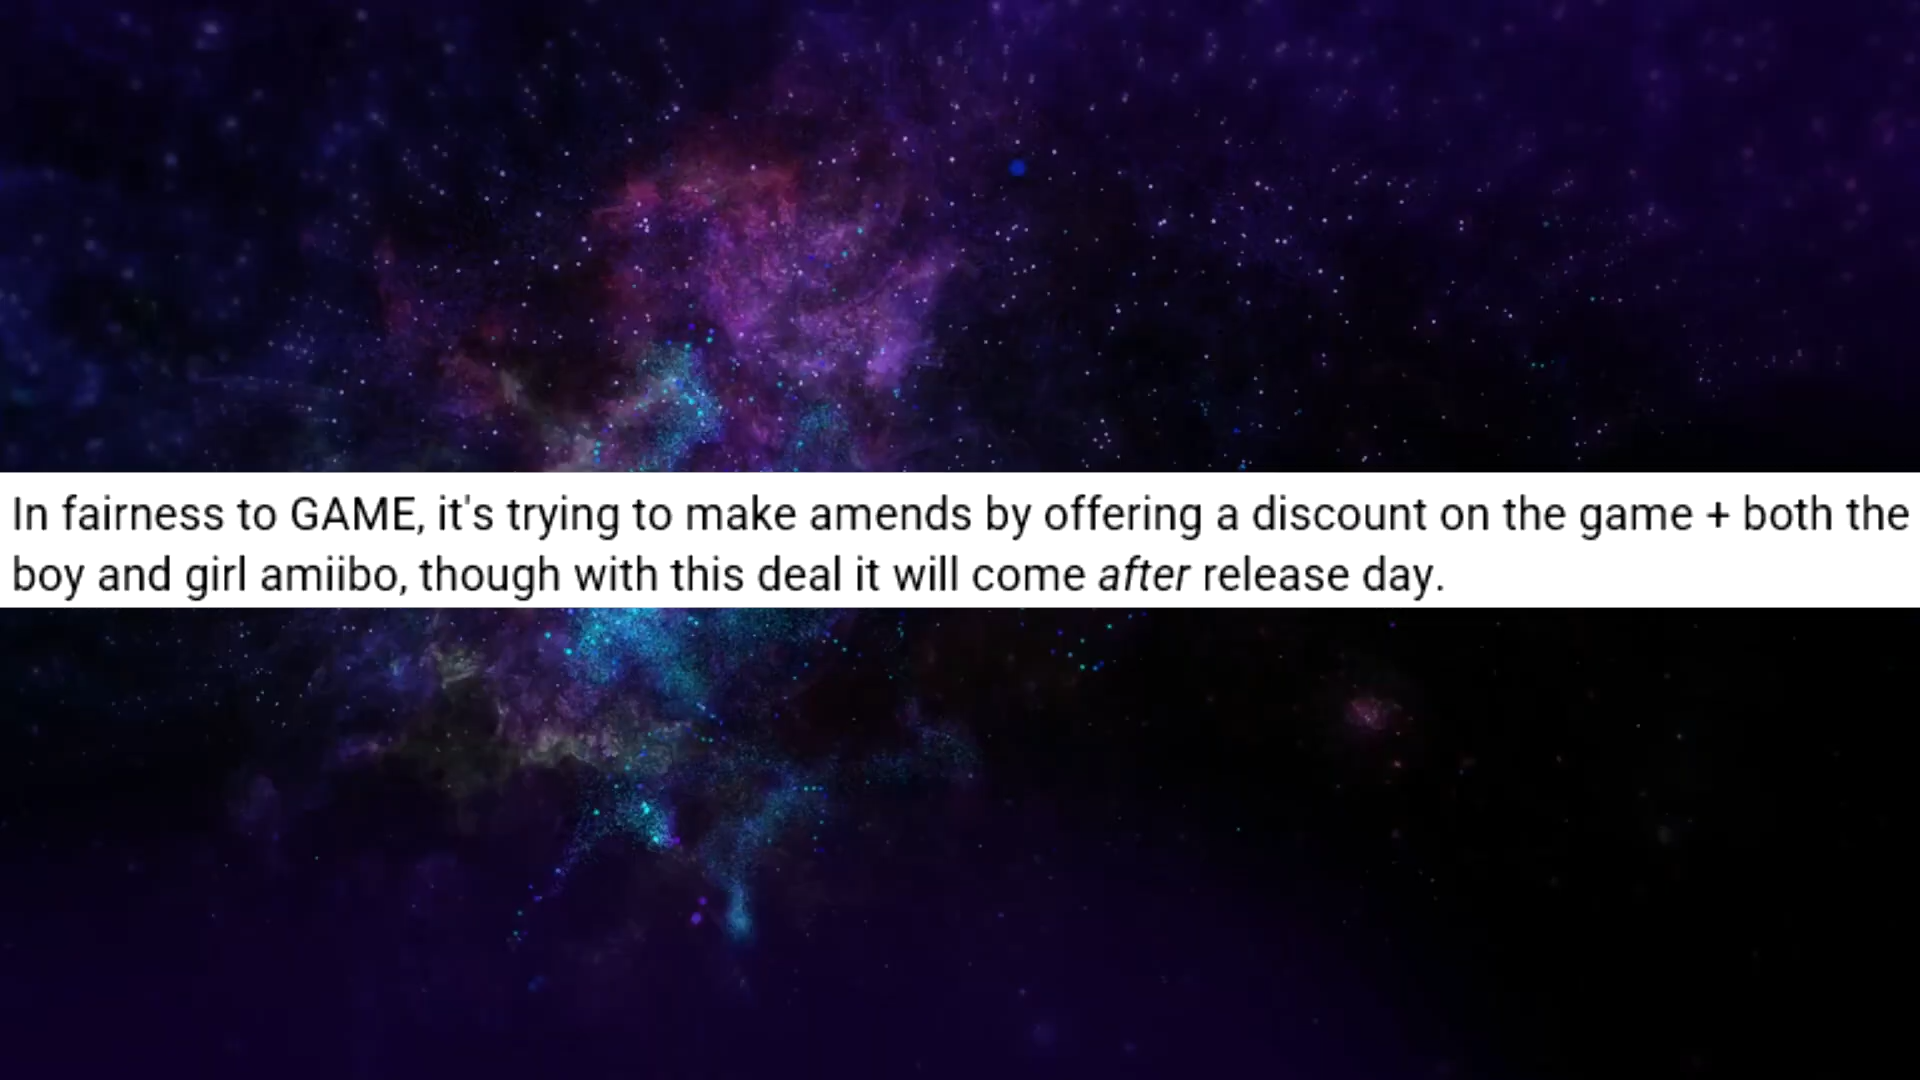 In fairness to GAME, it's trying to make amends by offering a discount on the game + both the
boy and girl amiibo, though with this deal it will come after release day.